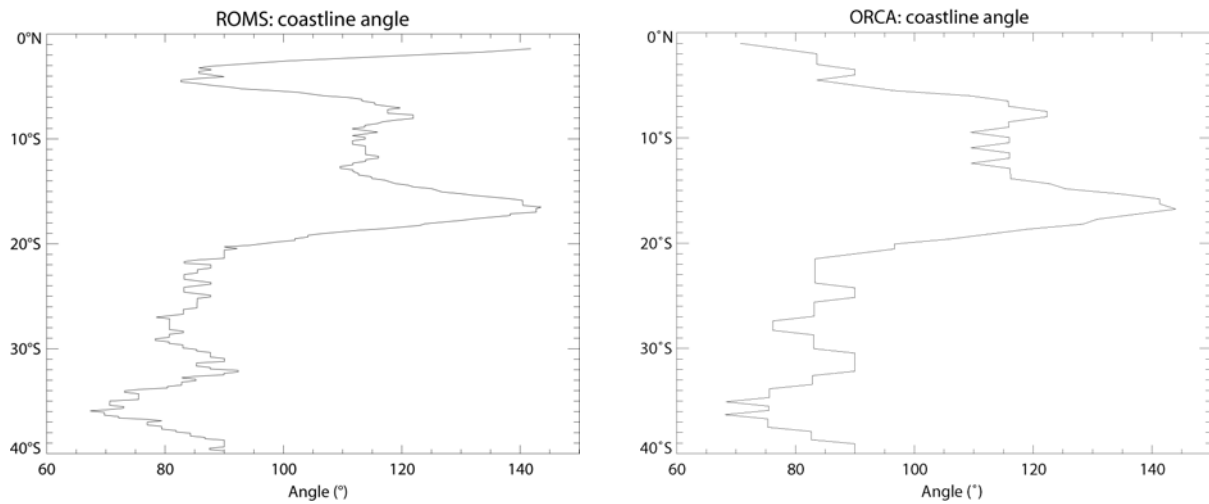 ROMS: coastline angle
0°N
10°S
20°S
30°S
40°S
60 80 100 120 140
Angle (°)
ORCA: coastline angle
0˚N
10˚S
20˚S
30˚S
40˚S
60 80 100 120 140
Angle (˚)